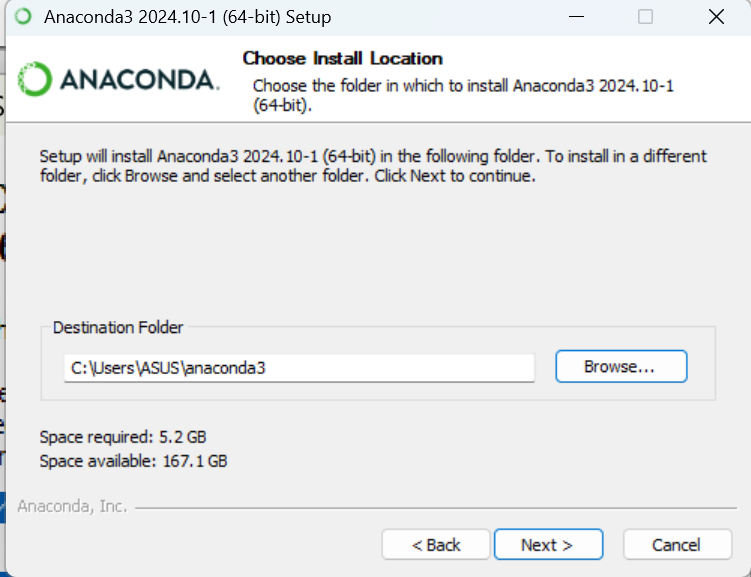 Anaconda3 2024.10-1 (64-bit) Setup
ANACONDA.
Choose Install Location
Choose the folder in which to install Anaconda3 2024.10-1
(64-bit).
Setup will install Anaconda3 2024.10-1 (64-bit) in the following folder. To install in a different
folder, click Browse and select another folder. Click Next to continue.
Destination Folder
C:\Users\ASUS\anaconda3
Browse...
Space required: 5.2 GB
Space available: 167.1 GB
Anaconda, Inc.
< Back
Next >
Cancel